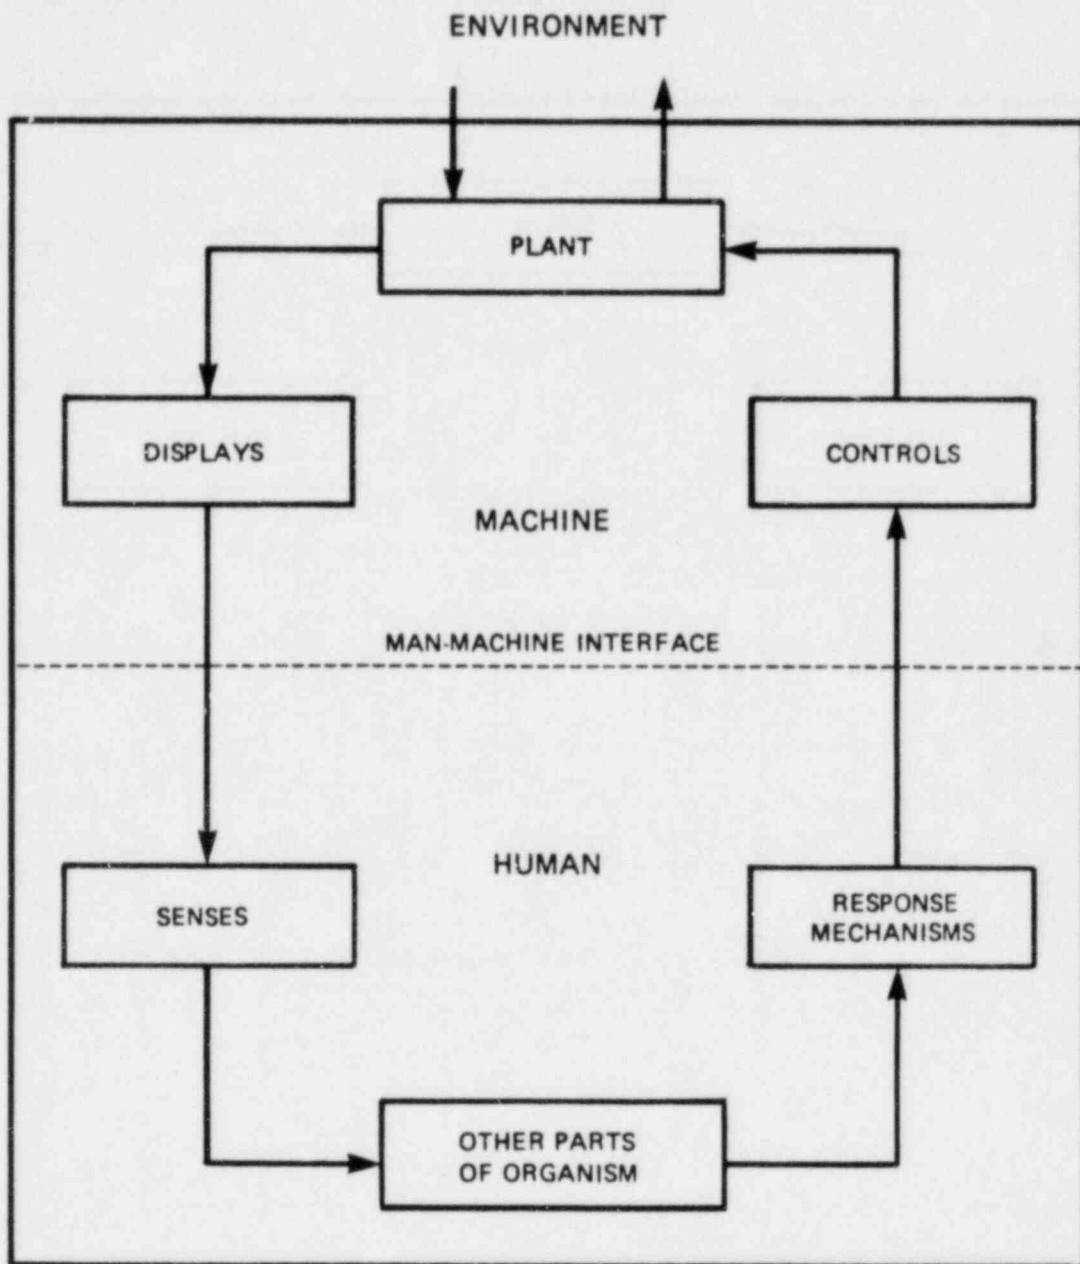 ENVIRONMENT
PLANT
DISPLAYS
CONTROLS
MACHINE
MAN-MACHINE INTERFACE
HUMAN
SENSES
RESPONSE
MECHANISMS
OTHER PARTS
OF ORGANISM